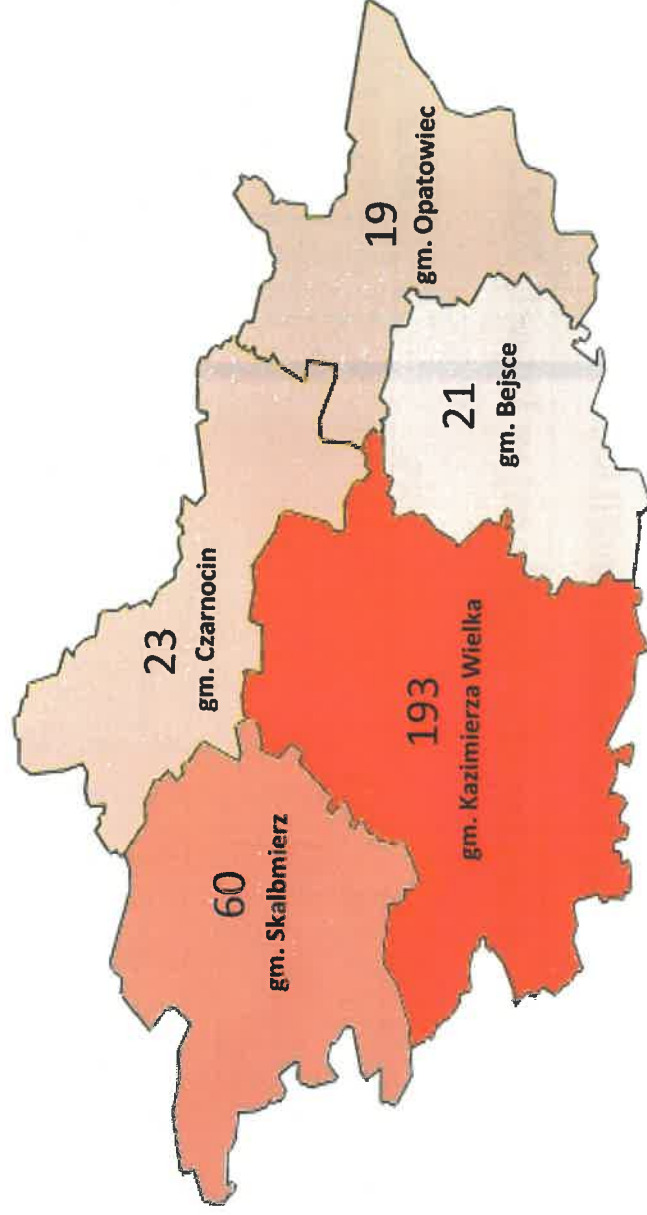 23
gm. Czarnocin
60
gm. Skalbmierz
19
gm. Opatowiec
193
gm. Kazimierza Wielka
21
gm. Bejsce